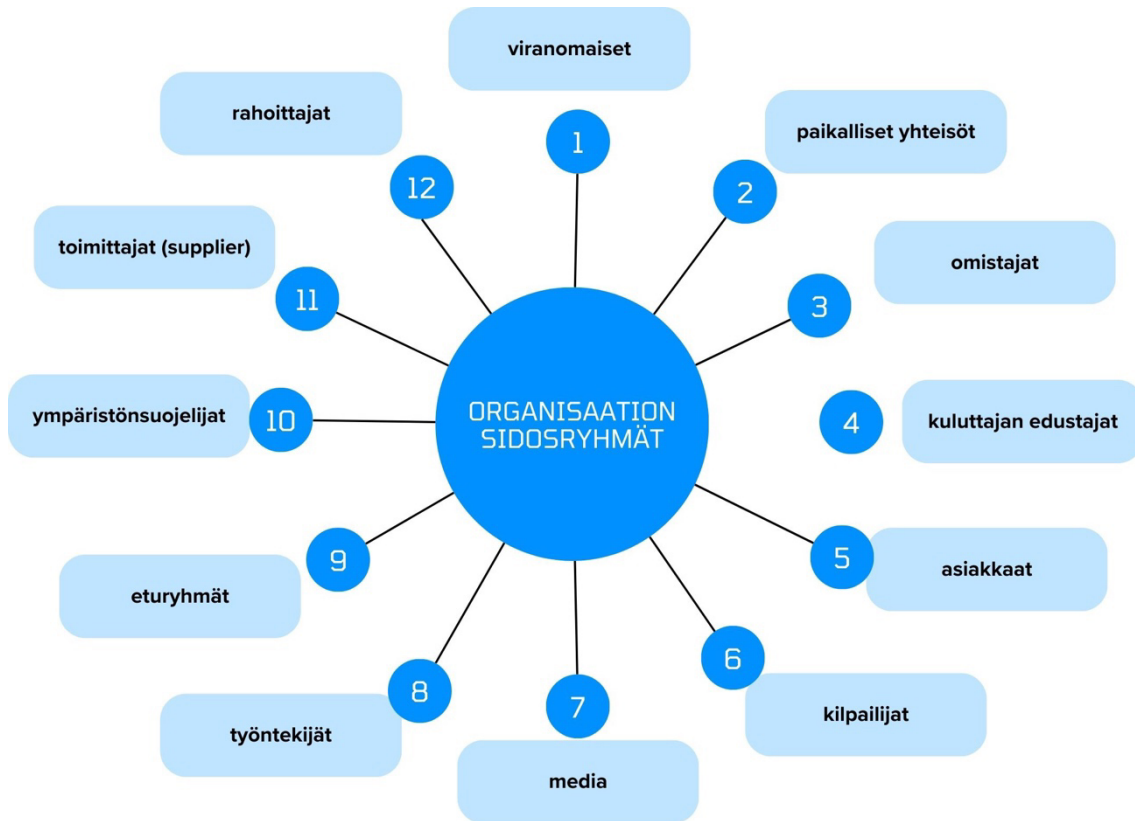 ORGANISAATION
SIDOSRYHMÄT
1
viranomaiset
2
paikalliset yhteisöt
3
omistajat
4
kuluttajan edustajat
5
asiakkaat
6
kilpailijat
7
media
8
työntekijät
9
eturyhmät
10
ympäristönsuojelijat
11
toimittajat (supplier)
12
rahoittajat